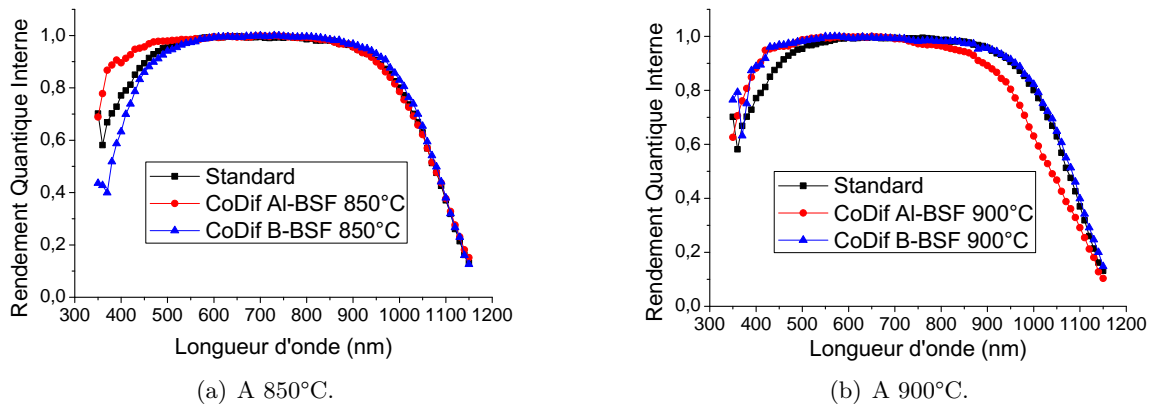 1,0
0,8
0,6
0,4
0,2
0,0
Rendement Quantique Interne
Standard
CoDif Al-BSF 850°C
CoDif B-BSF 850°C
300 400 500 600 700 800 900 1000 1100 1200
Longueur d'onde (nm)
(a) A 850°C.
1,0
0,8
0,6
0,4
0,2
0,0
Rendement Quantique Interne
Standard
CoDif Al-BSF 900°C
CoDif B-BSF 900°C
300 400 500 600 700 800 900 1000 1100 1200
Longueur d'onde (nm)
(b) A 900°C.